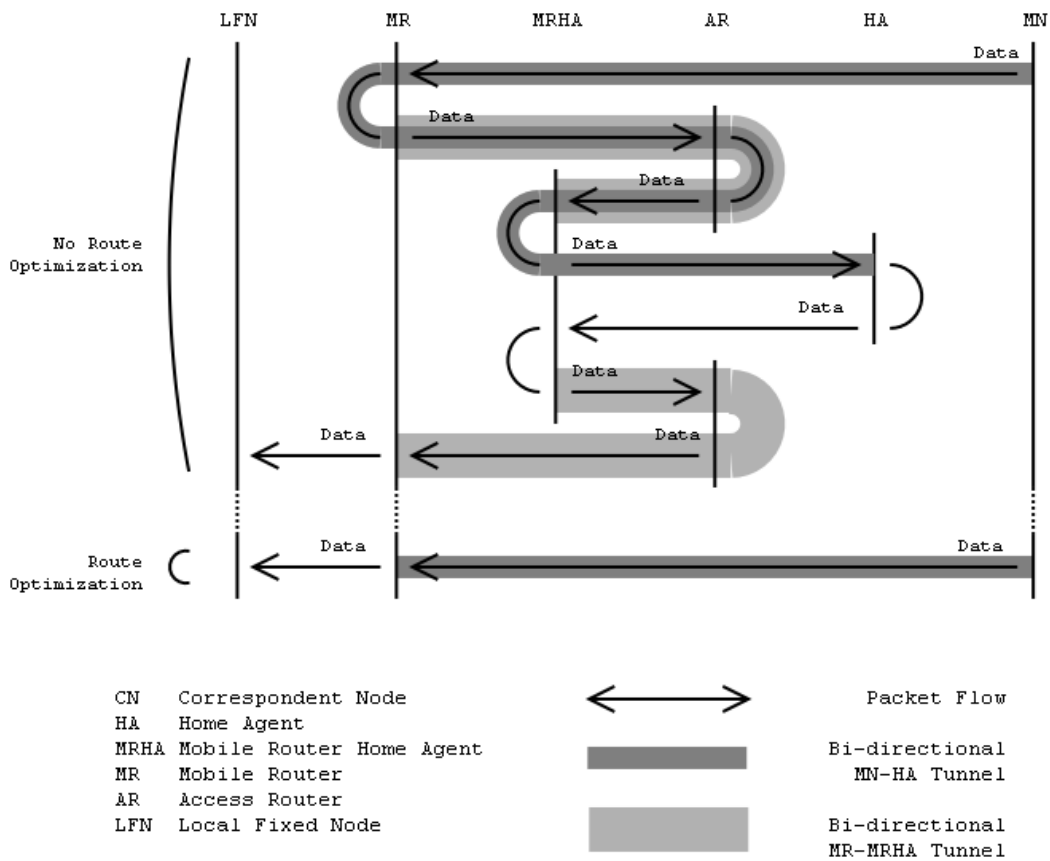 LFN MR MRHA AR HA MN
Data
Data
Data
No Route
Optimization
Data
Data
Data
Data Data
Route
Optimization
Data Data
CN Correspondent Node
HA Home Agent
MRHA Mobile Router Home Agent
MR Mobile Router
AR Access Router
LFN Local Fixed Node
Packet Flow
Bi-directional
MN-HA Tunnel
Bi-directional
MR-MRHA Tunnel